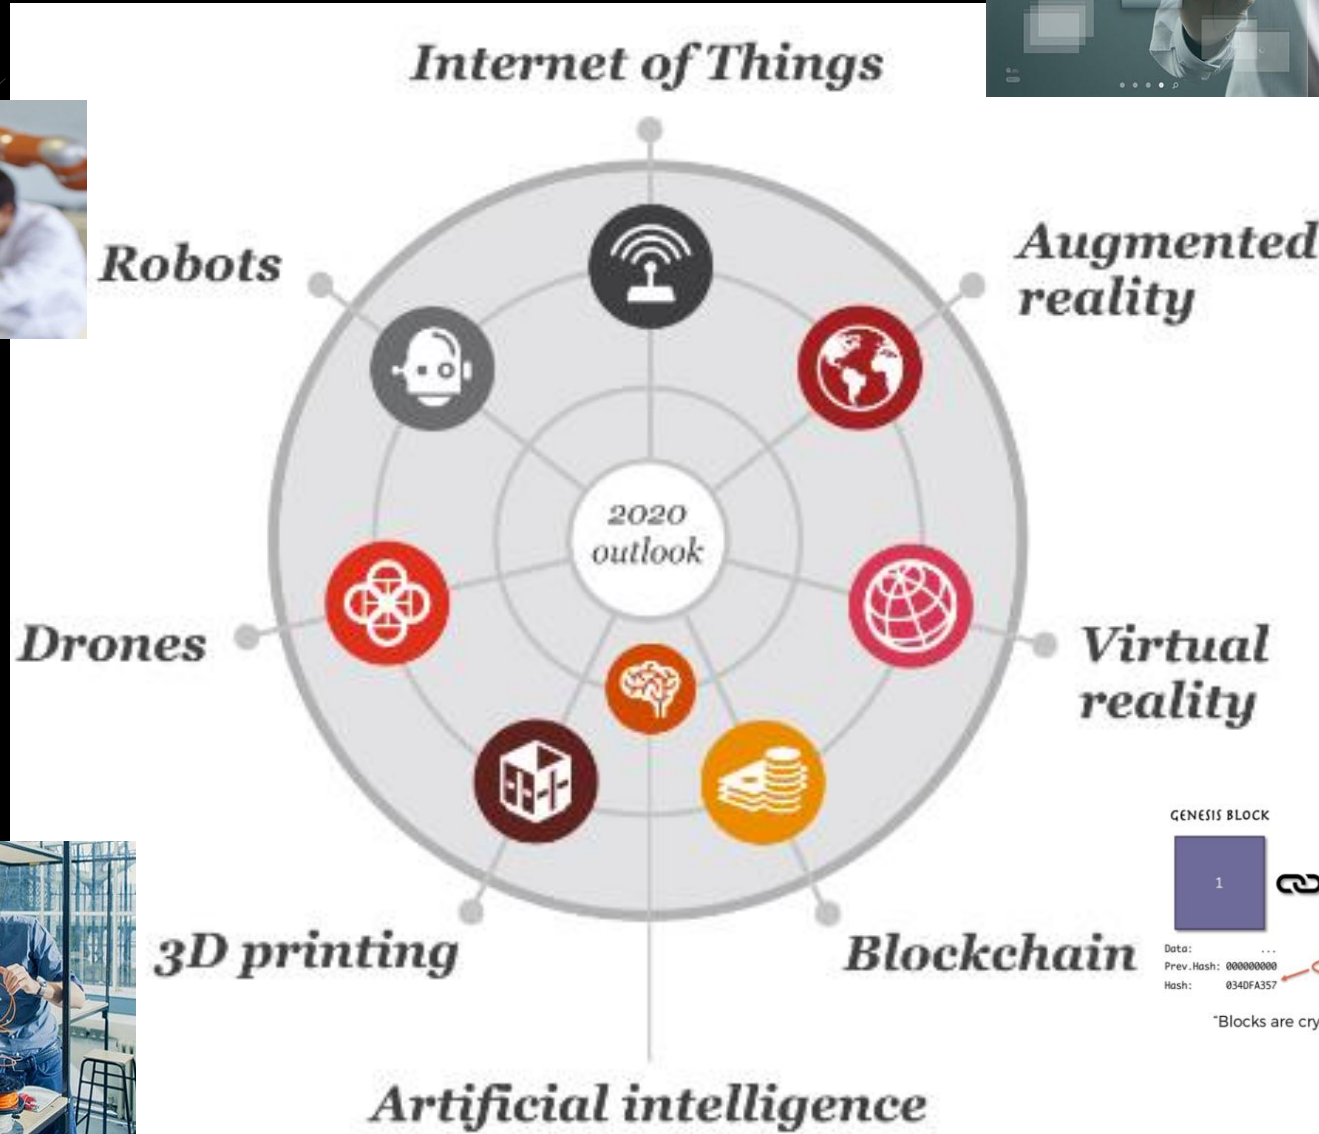 Internet of Things
Augmented
reality
Robots
2020
outlook
Drones
Virtual
reality
GENESIS BLOCK
1
3D printing
Blockchain
Data: ...
Prev.Hash: 000000000
Hash: 034DFA357
"Blocks are cry
Artificial intelligence